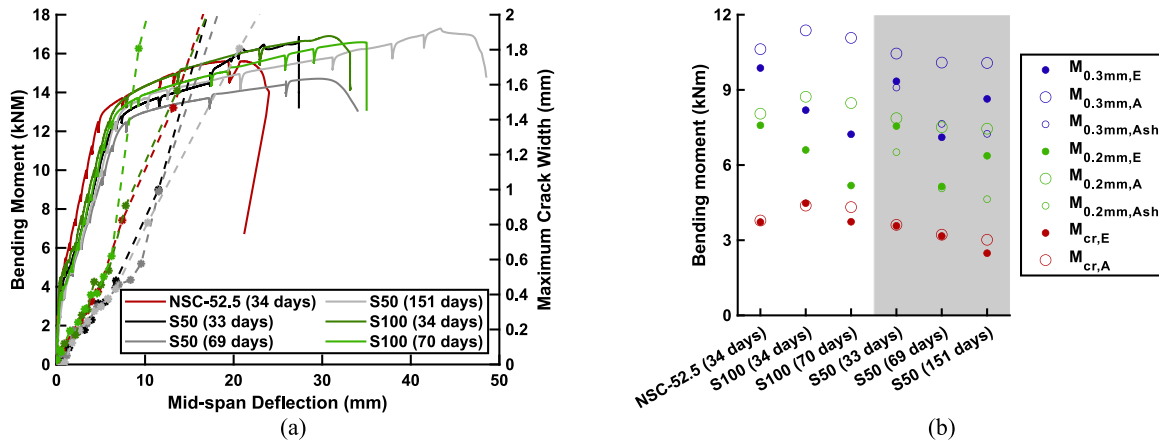 18
16
14
12
10
8
6
4
2
0
Bending Moment (kNM)
2
1.8
1.6
1.4
1.2
1
0.8
0.6
0.4
0.2
0
Maximum Crack Width (mm)
NSC-52.5 (34 days)
S50 (33 days)
S50 (69 days)
S50 (151 days)
S100 (34 days)
S100 (70 days)
0 10 20 30 40 50
Mid-span Deflection (mm)
(a)
12
9
6
3
0
Bending moment (kNm)
NSC-52.5 (34 days)
S100 (34 days)
S100 (70 days)
S50 (33 days)
S50 (69 days)
S50 (151 days)
M0.3mm,E
M0.3mm,A
M0.3mm,Ash
M0.2mm,E
M0.2mm,A
M0.2mm,Ash
Mcr,E
Mcr,A
(b)